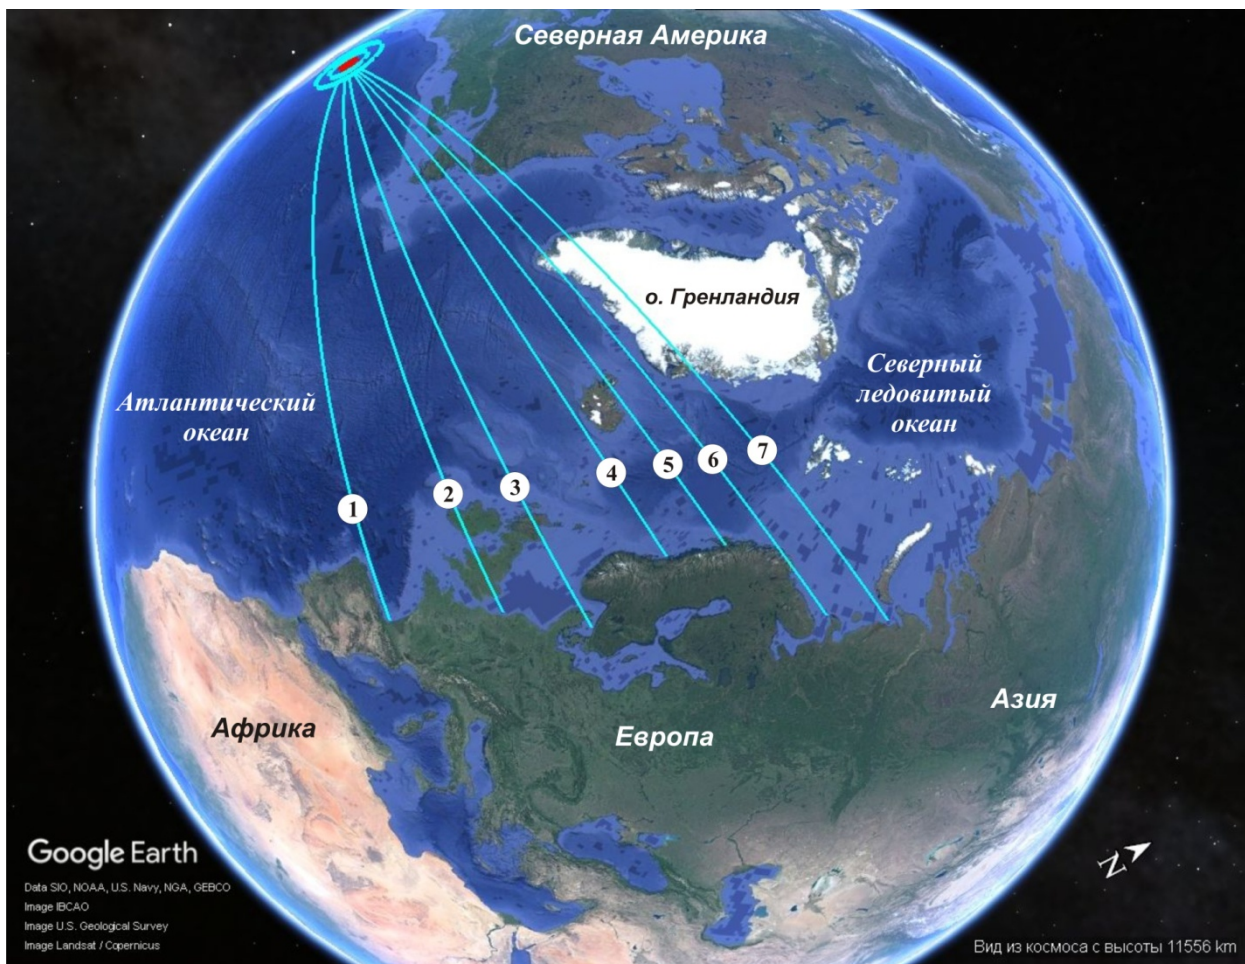 Северная Америка
о. Гренландия
Северный
ледовитый
океан
Атлантический
океан
7
6
5
4
3
2
1
Азия
Африка
Европа
Google Earth
Data SIO, NOAA, U.S. Navy, NGA, GEBCO
Image IBCAO
Image U.S. Geological Survey
Image Landsat / Copernicus
N
Вид из космоса с высоты 11556 km